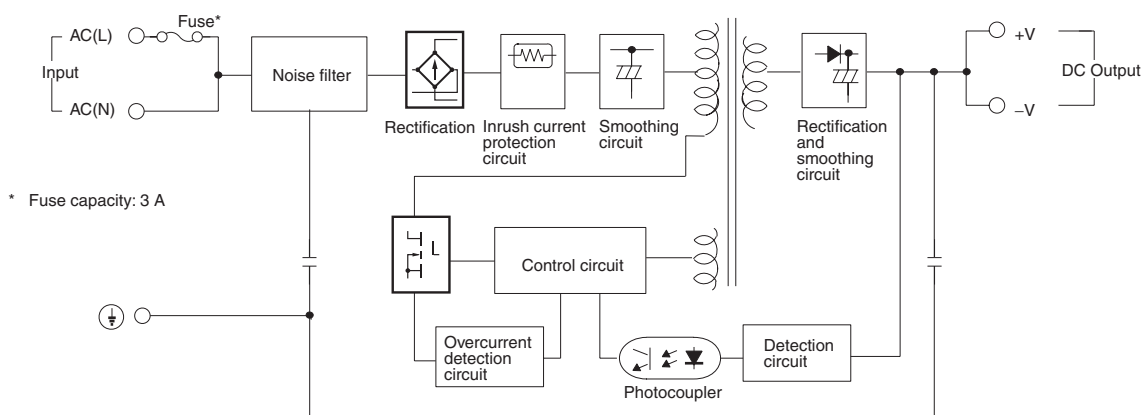 AC(L)
Fuse*
Input
AC(N)
Noise filter
Rectification
Inrush current
protection
circuit
Smoothing
circuit
Rectification
and
smoothing
circuit
+V
DC Output
–V
* Fuse capacity: 3 A
Control circuit
Overcurrent
detection
circuit
Photocoupler
Detection
circuit